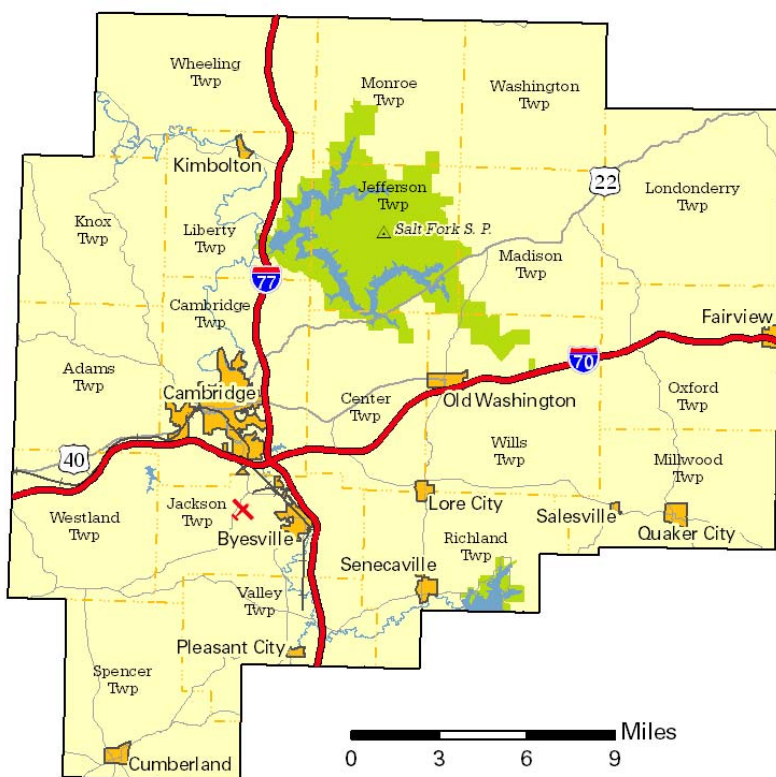 Wheeling
Twp
Monroe
Twp
Washington
Twp
Kimbolton
22
Jefferson
Twp
Londonderry
Twp
Knox
Twp
Liberty
Twp
Salt Fork S. P.
Madison
Twp
77
Cambridge
Twp
Fairview
Adams
Twp
70
Cambridge
Center
Twp
Old Washington
Oxford
Twp
40
Wills
Twp
Millwood
Twp
Westland
Twp
Jackson
Twp
Lore City
Salesville
Quaker City
Byesville
Richland
Twp
Senecaville
Valley
Twp
Pleasant City
Spencer
Twp
Cumberland
Miles
0 3 6 9